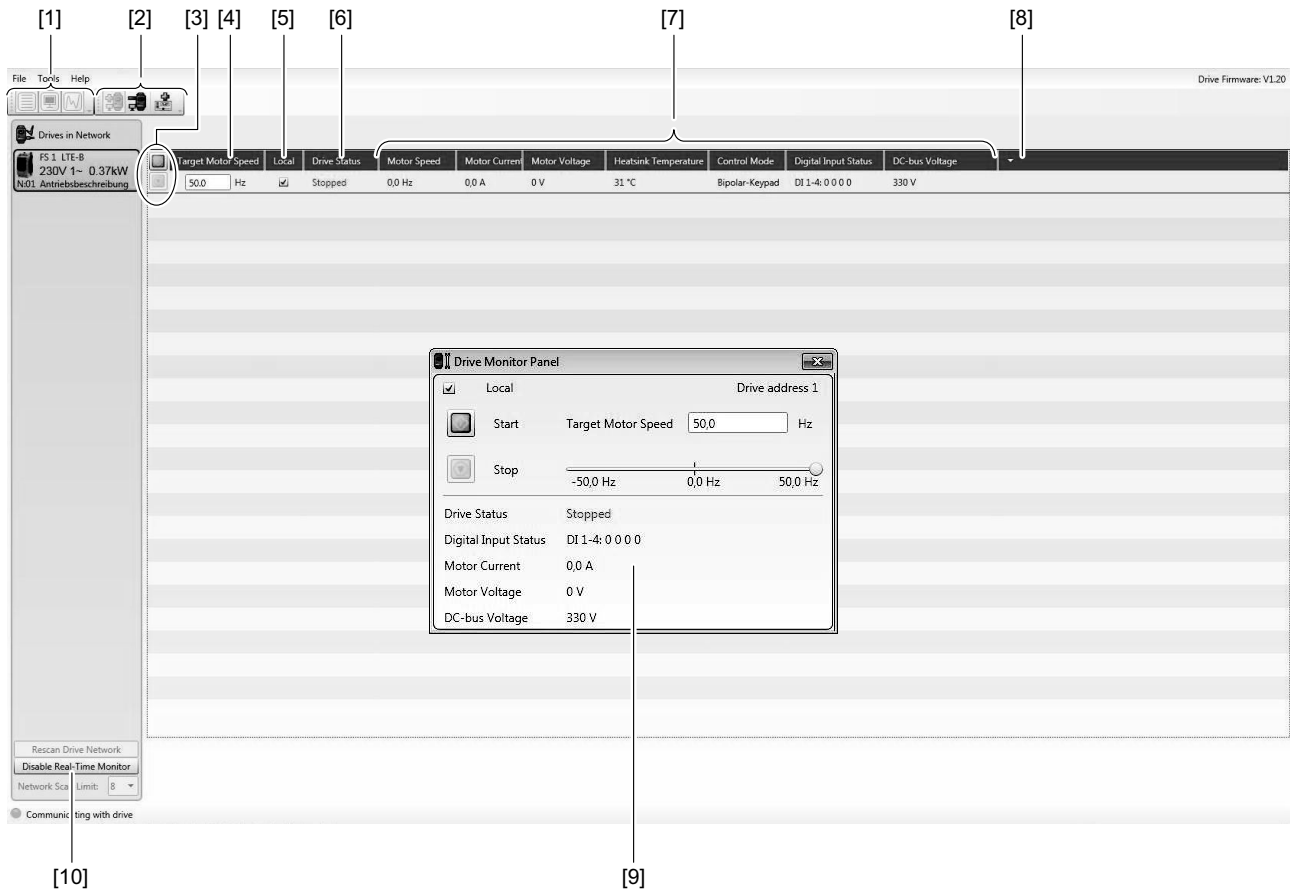 [1] [2] [3] [4] [5] [6] [7] [8]
File Tools Help Drive Firmware: V1.20
Drives in Network
FS 1 LTE-B
230V 1~ 0.37kW
N:01 Antriebsbeschreibung
Target Motor Speed Local Drive Status Motor Speed Motor Current Motor Voltage Heatsink Temperature Control Mode Digital Input Status DC-bus Voltage
50.0 Hz Stopped 0,0 Hz 0,0 A 0 V 31 °C Bipolar-Keypad DI 1-4: 0 0 0 0 330 V
Drive Monitor Panel
Local Drive address 1
Start Target Motor Speed 50,0 Hz
Stop
-50,0 Hz 0,0 Hz 50,0 Hz
Drive Status Stopped
Digital Input Status DI 1-4: 0 0 0 0
Motor Current 0,0 A
Motor Voltage 0 V
DC-bus Voltage 330 V
Rescan Drive Network
Disable Real-Time Monitor
Network Scan Limit: 8
Communicating with drive
[10] [9]